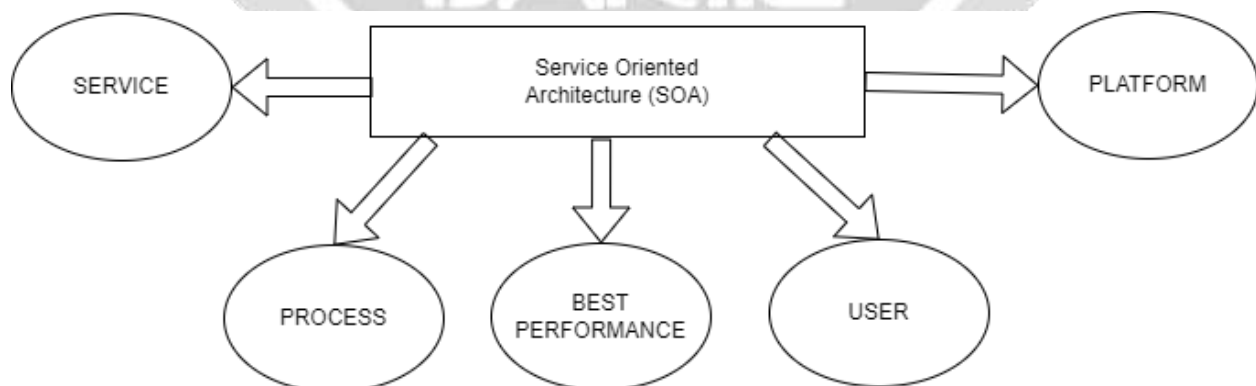 Service Oriented
Architecture (SOA)
SERVICE
PLATFORM
PROCESS
BEST
PERFORMANCE
USER